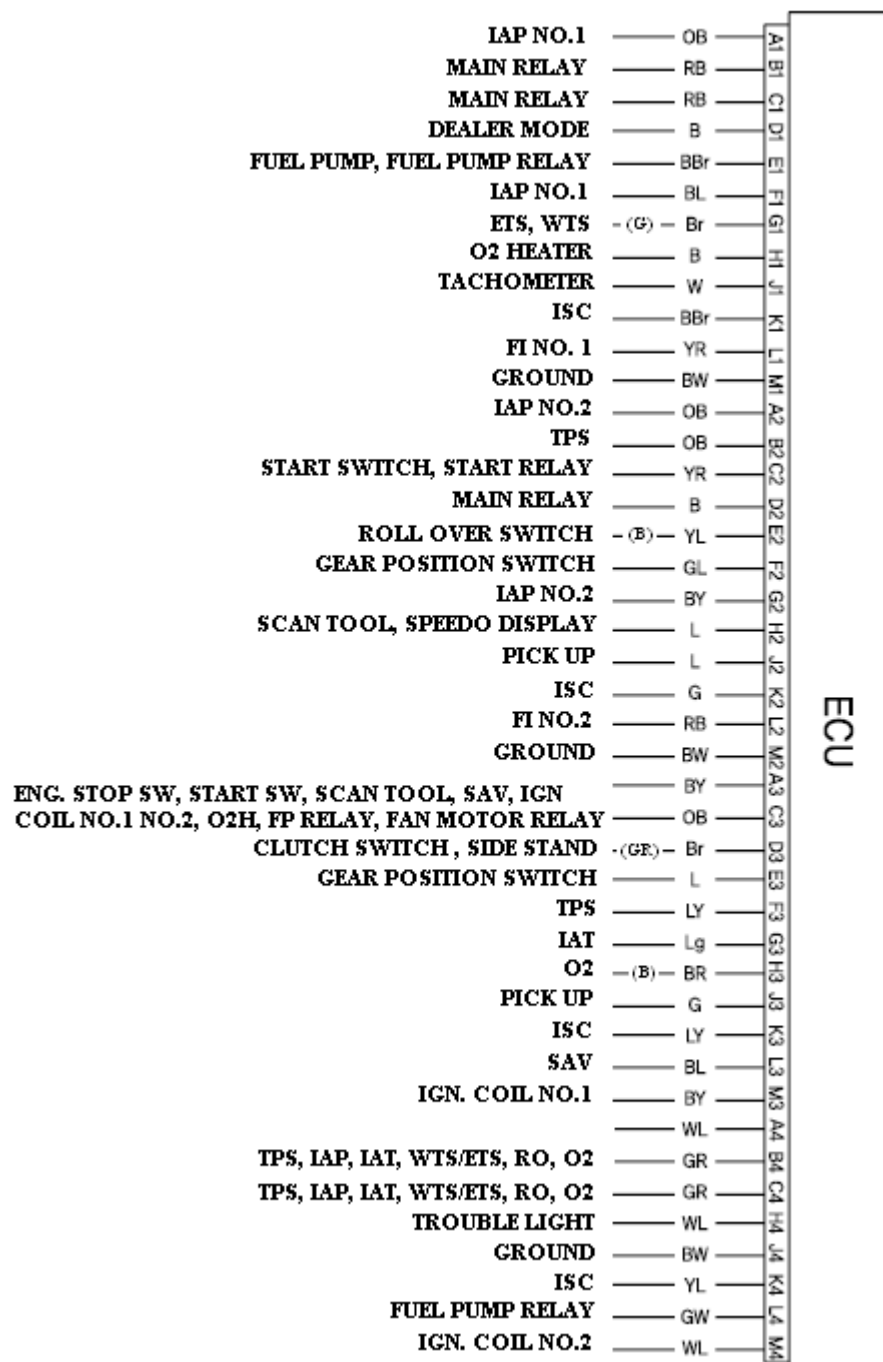 IAP NO.1 OB A1
MAIN RELAY RB B1
MAIN RELAY RB C1
DEALER MODE B D1
FUEL PUMP, FUEL PUMP RELAY BBr E1
IAP NO.1 BL F1
ETS, WTS -(G)- Br G1
O2 HEATER B H1
TACHOMETER W J1
ISC BBr K1
FI NO. 1 YR L1
GROUND BW M1
IAP NO.2 OB A2
TPS OB B2
START SWITCH, START RELAY YR C2
MAIN RELAY B D2
ROLL OVER SWITCH -(B)- YL E2
GEAR POSITION SWITCH GL F2
IAP NO.2 BY G2
SCAN TOOL, SPEEDO DISPLAY L H2
PICK UP L J2
ISC G K2
FI NO.2 RB L2
ECU
GROUND BW M2
BY A3
ENG. STOP SW, START SW, SCAN TOOL, SAV, IGN
COIL NO.1 NO.2, O2H, FP RELAY, FAN MOTOR RELAY OB C3
CLUTCH SWITCH , SIDE STAND -(GR)- Br D3
GEAR POSITION SWITCH L E3
TPS LY F3
IAT Lg G3
O2 -(B)- BR H3
PICK UP G J3
ISC LY K3
SAV BL L3
IGN. COIL NO.1 BY M3
WL A4
TPS, IAP, IAT, WTS/ETS, RO, O2 GR B4
TPS, IAP, IAT, WTS/ETS, RO, O2 GR C4
TROUBLE LIGHT WL H4
GROUND BW J4
ISC YL K4
FUEL PUMP RELAY GW L4
IGN. COIL NO.2 WL M4